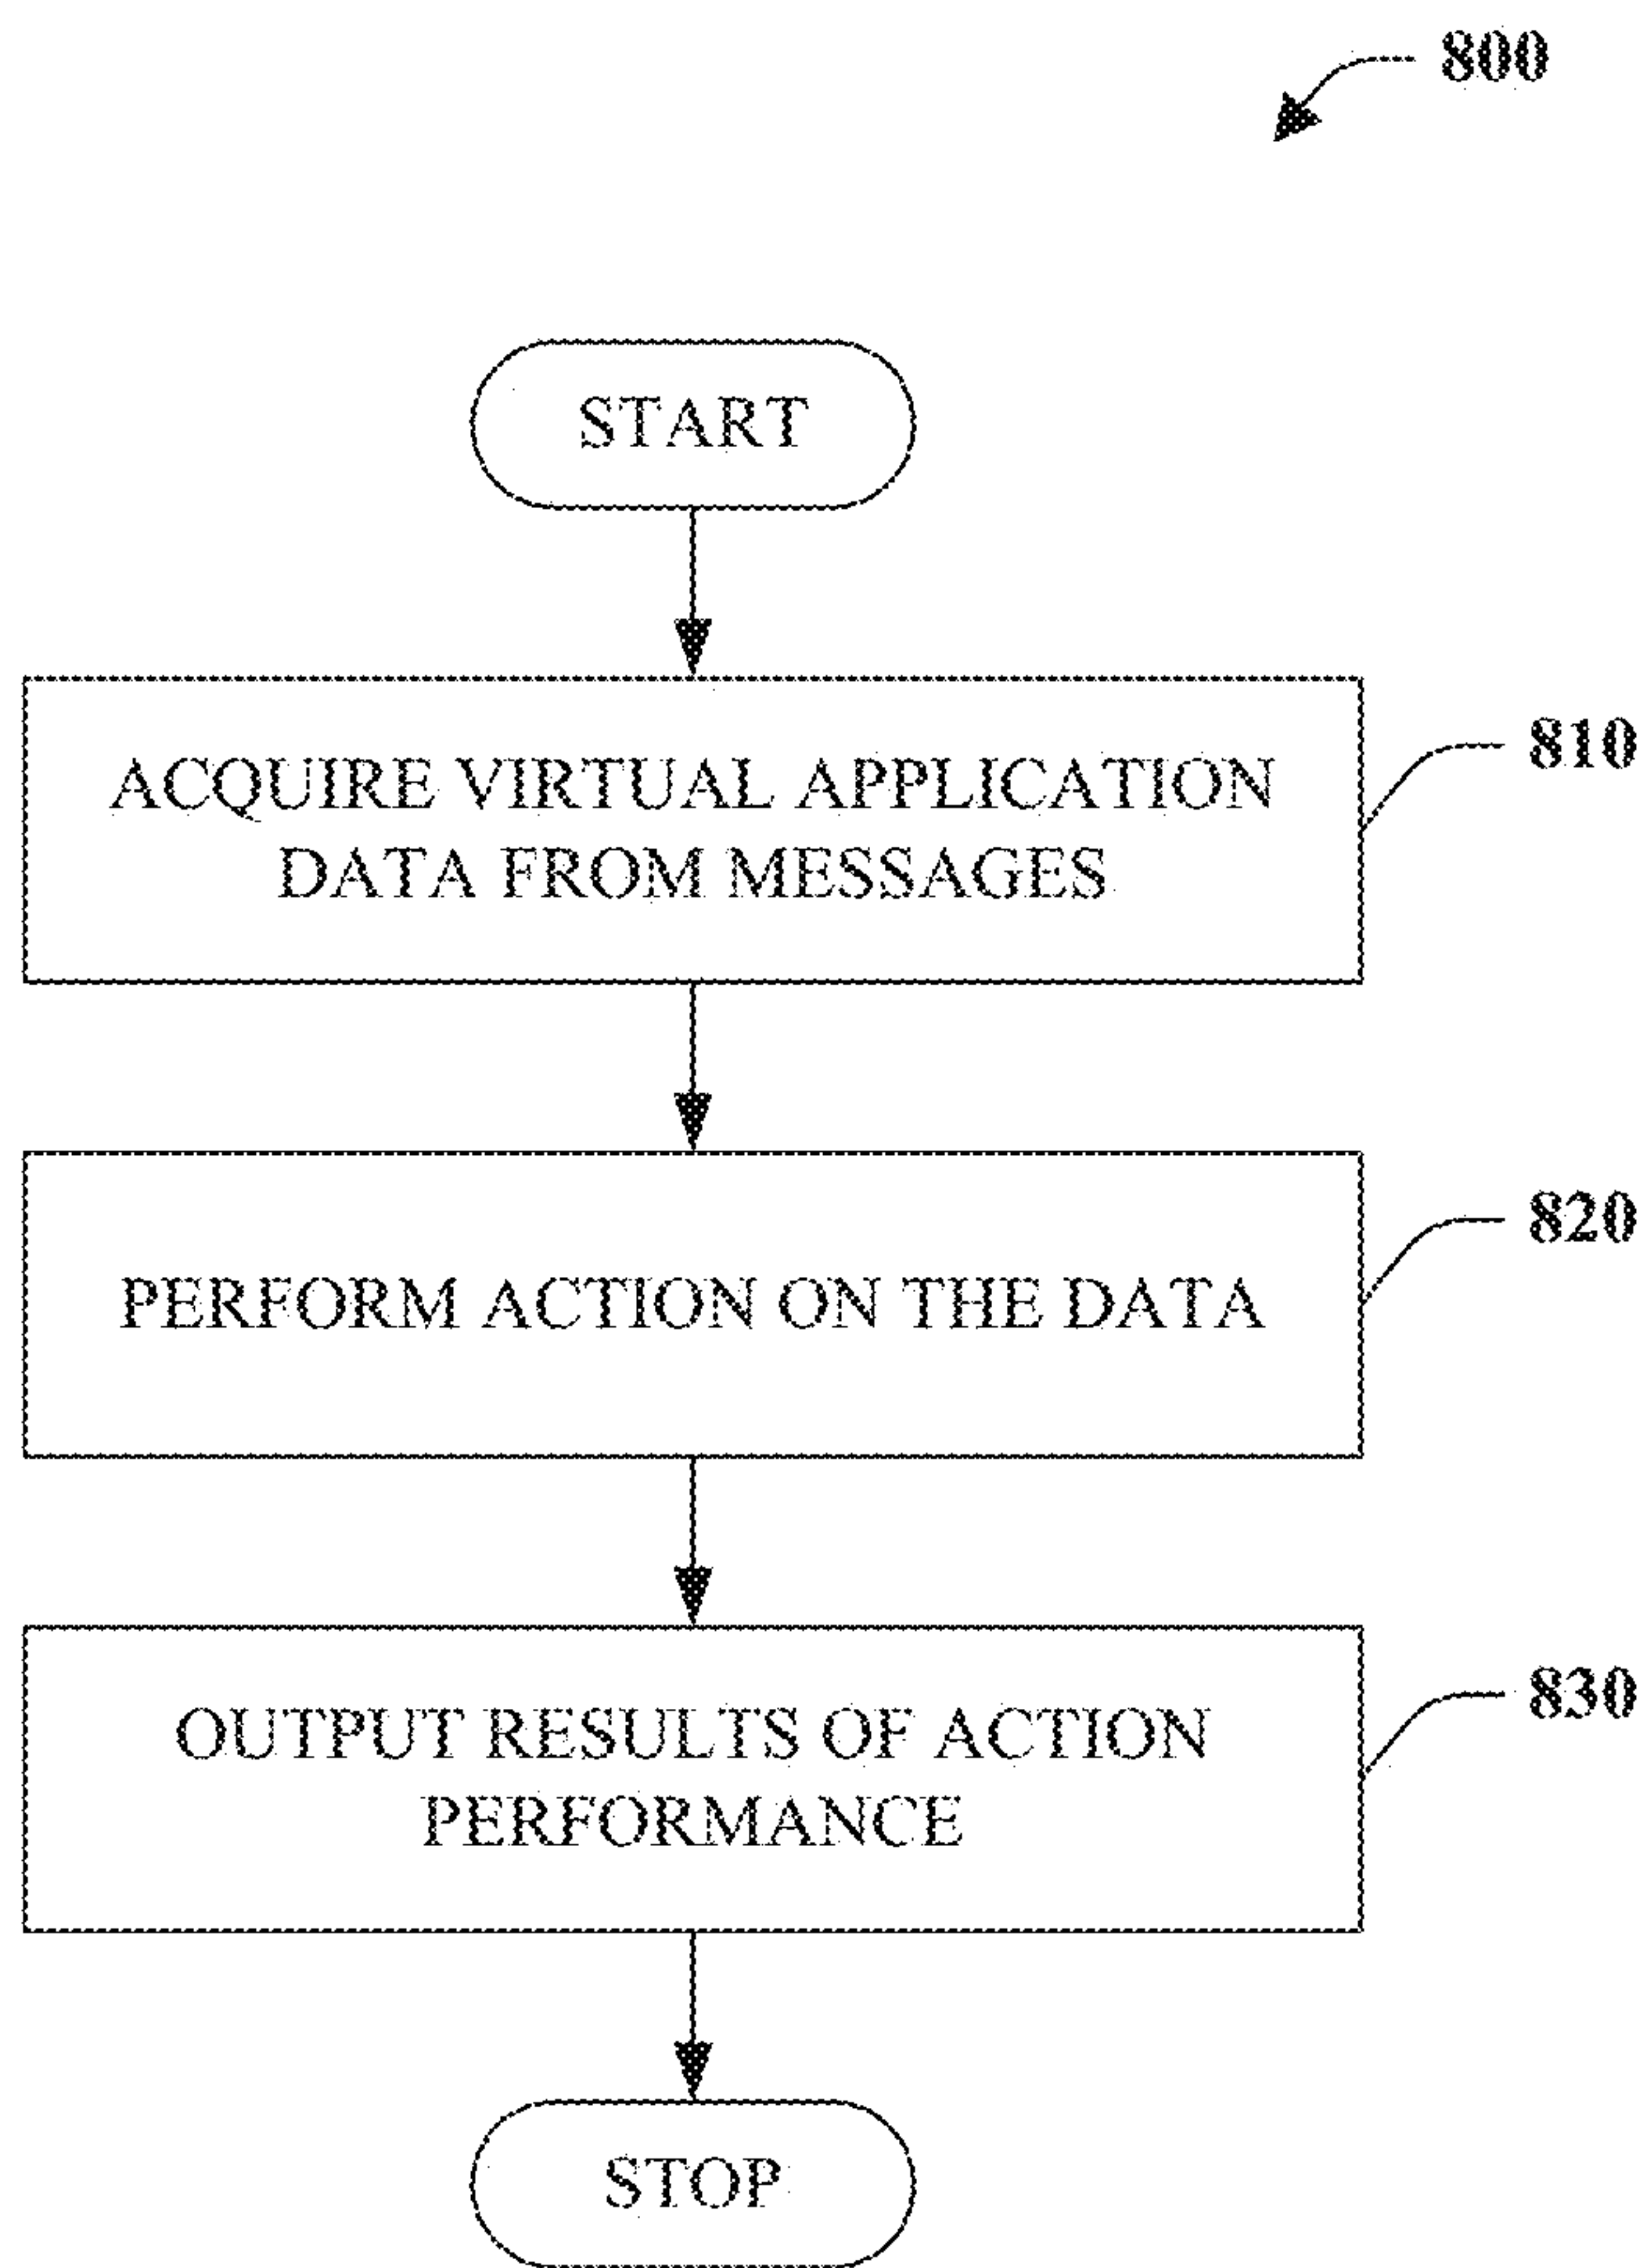 800
START
ACQUIRE VIRTUAL APPLICATION
DATA FROM MESSAGES
810
PERFORM ACTION ON THE DATA
820
OUTPUT RESULTS OF ACTION
PERFORMANCE
830
STOP